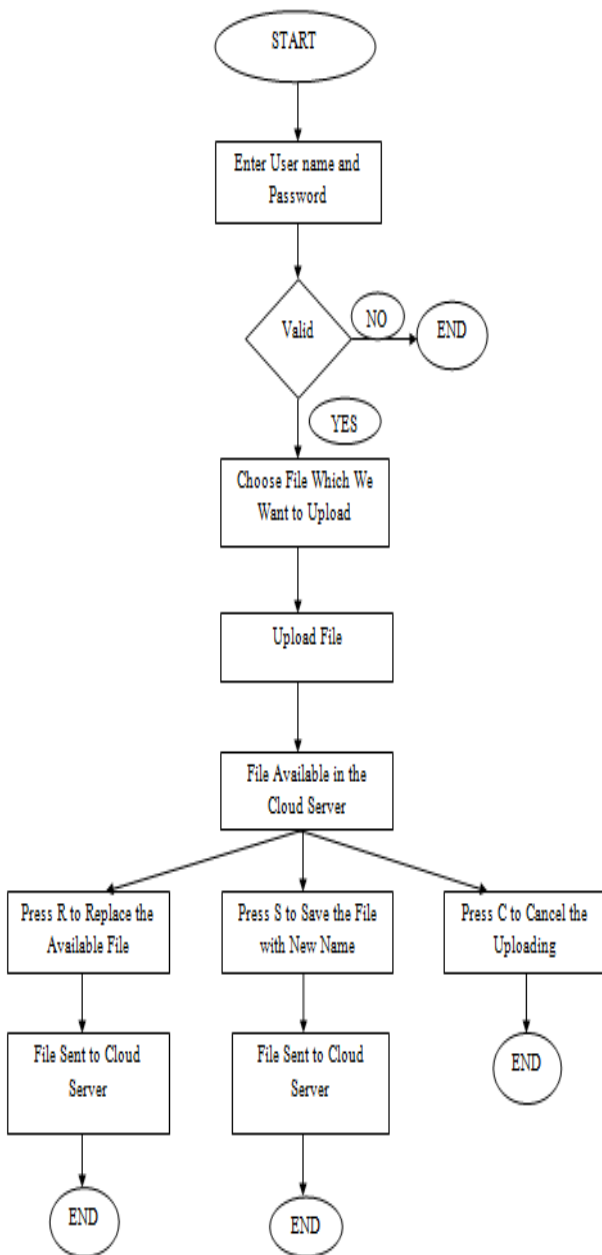 START
Enter User name and
Password
Valid
NO
END
YES
Choose File Which We
Want to Upload
Upload File
File Available in the
Cloud Server
Press R to Replace the
Available File
Press S to Save the File
with New Name
Press C to Cancel the
Uploading
File Sent to Cloud
Server
File Sent to Cloud
Server
END
END
END